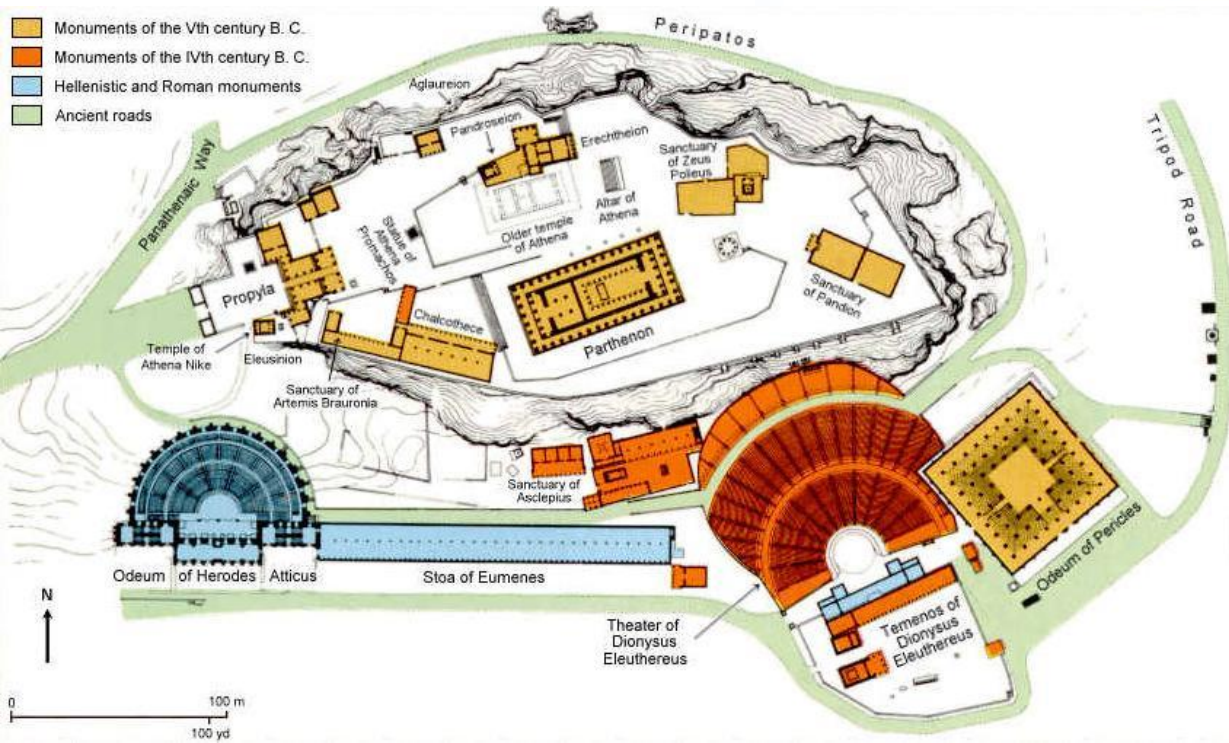 Monuments of the Vth century B. C.
Monuments of the IVth century B. C.
Hellenistic and Roman monuments
Ancient roads
Peripatos
Aglaureion
Pandroseion
Erechtheion
Sanctuary
of Zeus
Polieus
Tripod Road
Panathenaic Way
Statue of
Athena
Promachos
Older temple
of Athena
Altar of
Athena
Propyla
Chalcothece
Parthenon
Sanctuary
of Pandion
Temple of
Athena Nike
Eleusinion
Sanctuary of
Artemis Brauronia
Sanctuary of
Asclepius
Odeum of Herodes Atticus
Stoa of Eumenes
Odeum of Pericles
Theater of
Dionysus
Eleuthereus
Temenos of
Dionysus
Eleuthereus
N
0 100 m
100 yd